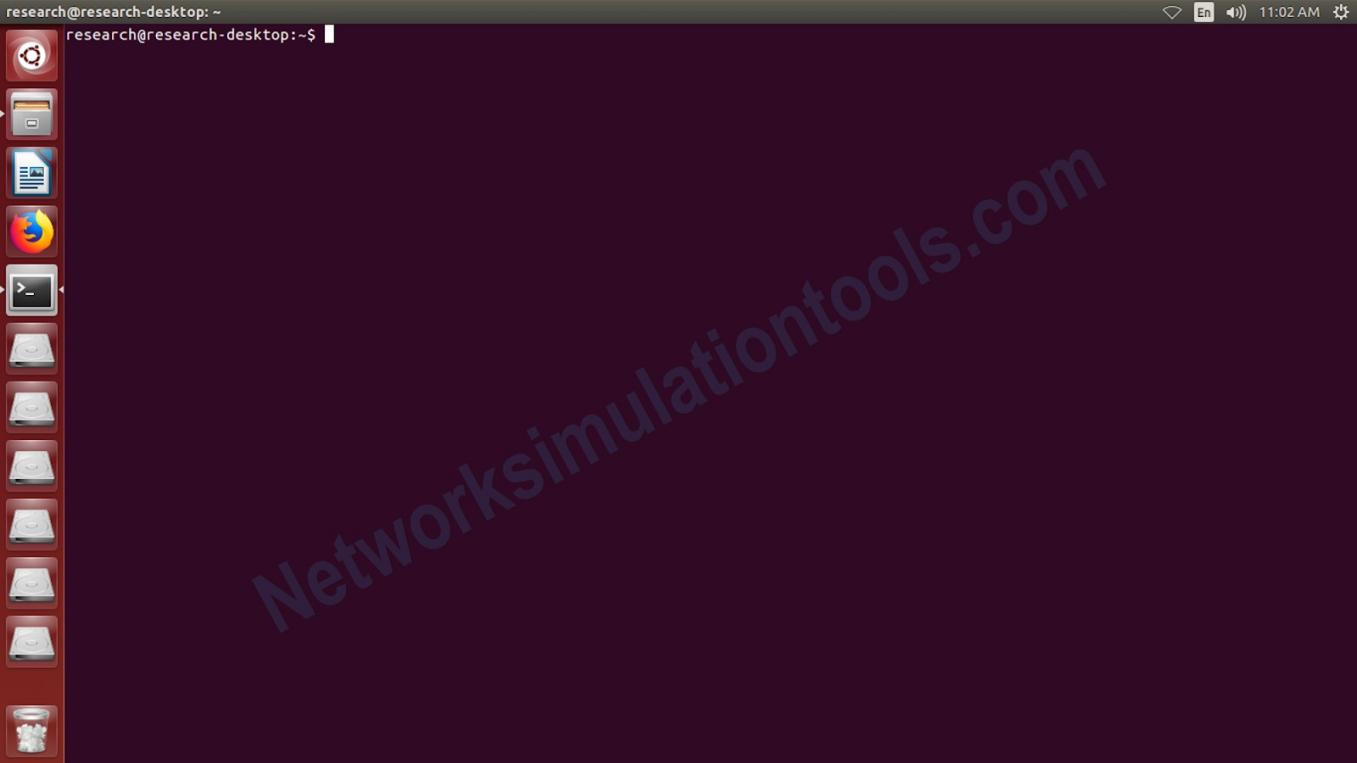 research@research-desktop: ~
En
11:02 AM
research@research-desktop:~$
Networksimulationtools.com